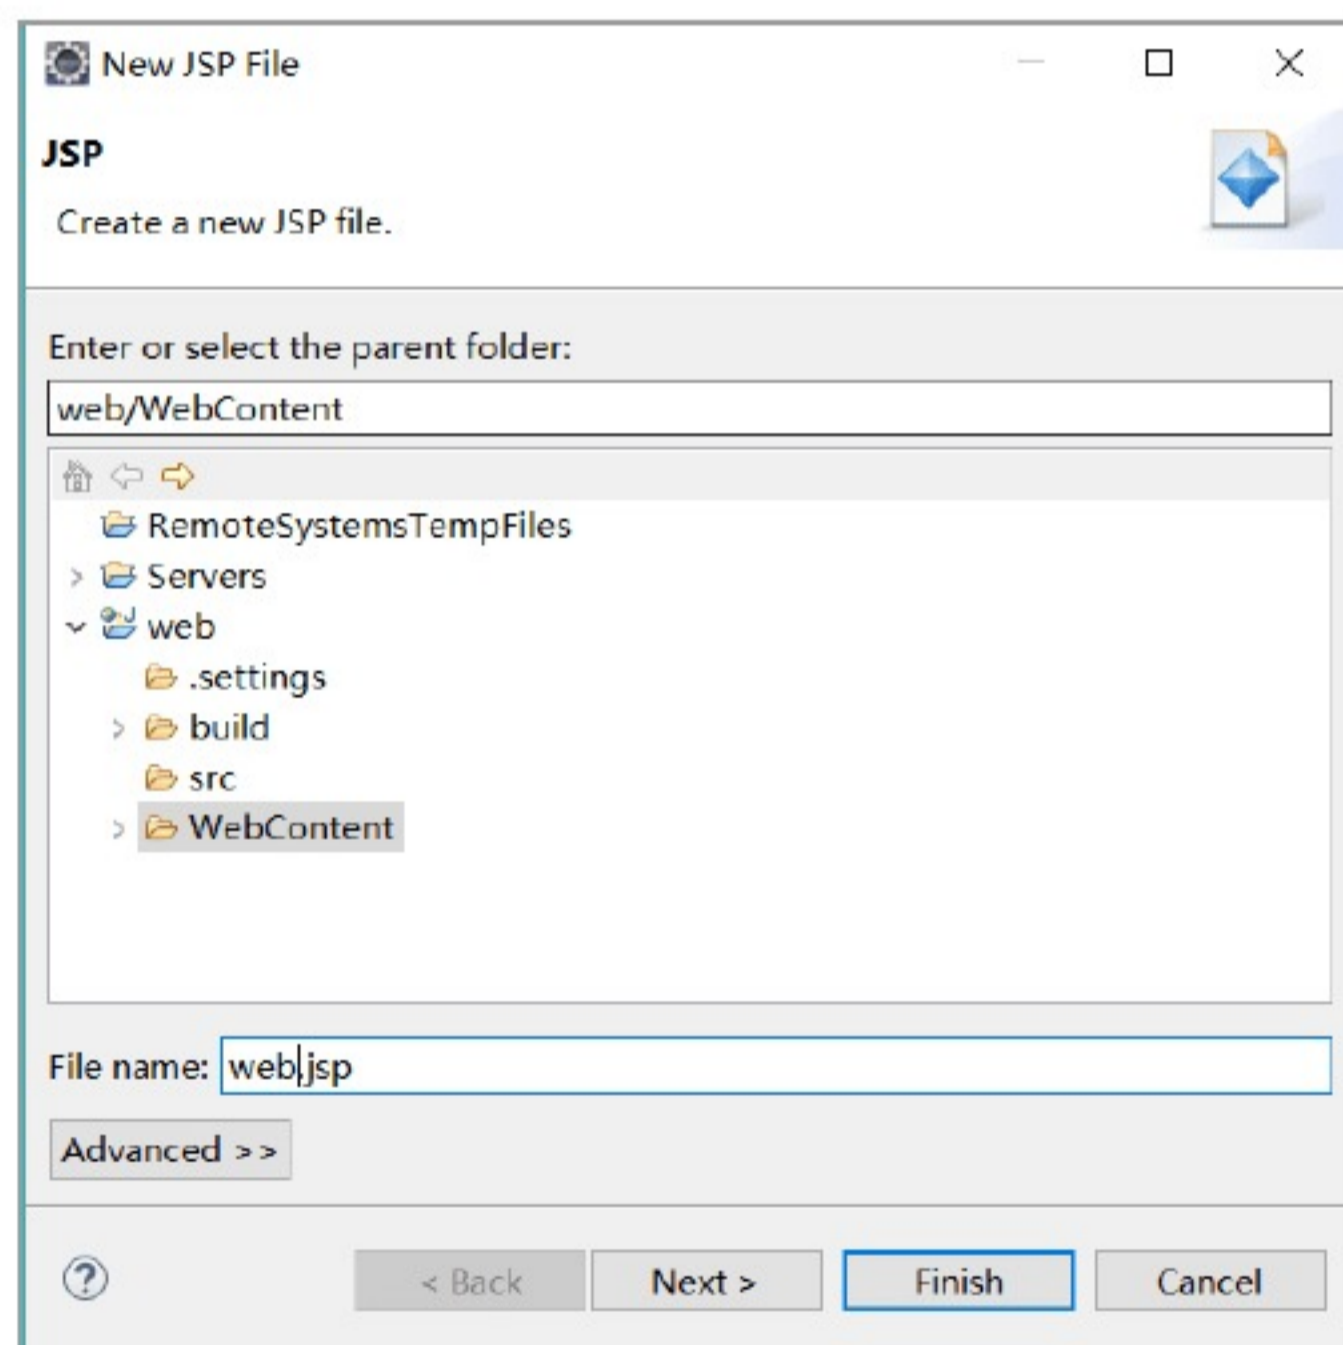 New JSP File
JSP
Create a new JSP file.
Enter or select the parent folder:
web/WebContent
RemoteSystemsTempFiles
Servers
web
.settings
build
src
WebContent
File name: web.jsp
Advanced >>
? < Back Next > Finish Cancel